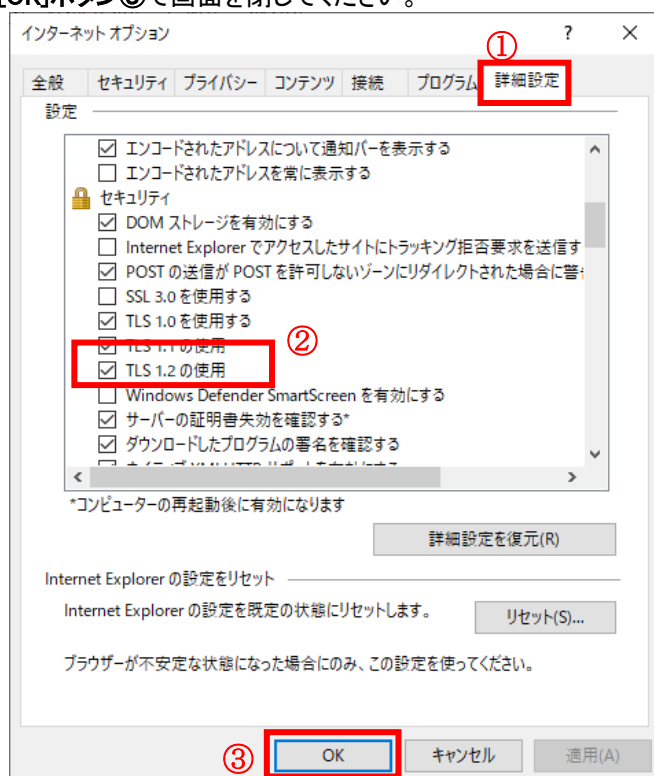 [OK]ボタン③で画面を閉じてください。
インターネット オプション ? ×
①
全般 セキュリティ プライバシー コンテンツ 接続 プログラム 詳細設定
設定
エンコードされたアドレスについて通知バーを表示する
エンコードされたアドレスを常に表示する
セキュリティ
DOM ストレージを有効にする
Internet Explorer でアクセスしたサイトにトラッキング拒否要求を送信す
POST の送信が POST を許可しないゾーンにリダイレクトされた場合に警
SSL 3.0 を使用する
TLS 1.0 を使用する
②
TLS 1.1 の使用
TLS 1.2 の使用
Windows Defender SmartScreen を有効にする
サーバーの証明書失効を確認する*
ダウンロードしたプログラムの署名を確認する
*コンピューターの再起動後に有効になります
詳細設定を復元(R)
Internet Explorer の設定をリセット
Internet Explorer の設定を既定の状態にリセットします。
リセット(S)...
ブラウザーが不安定な状態になった場合にのみ、この設定を使ってください。
③
OK キャンセル 適用(A)